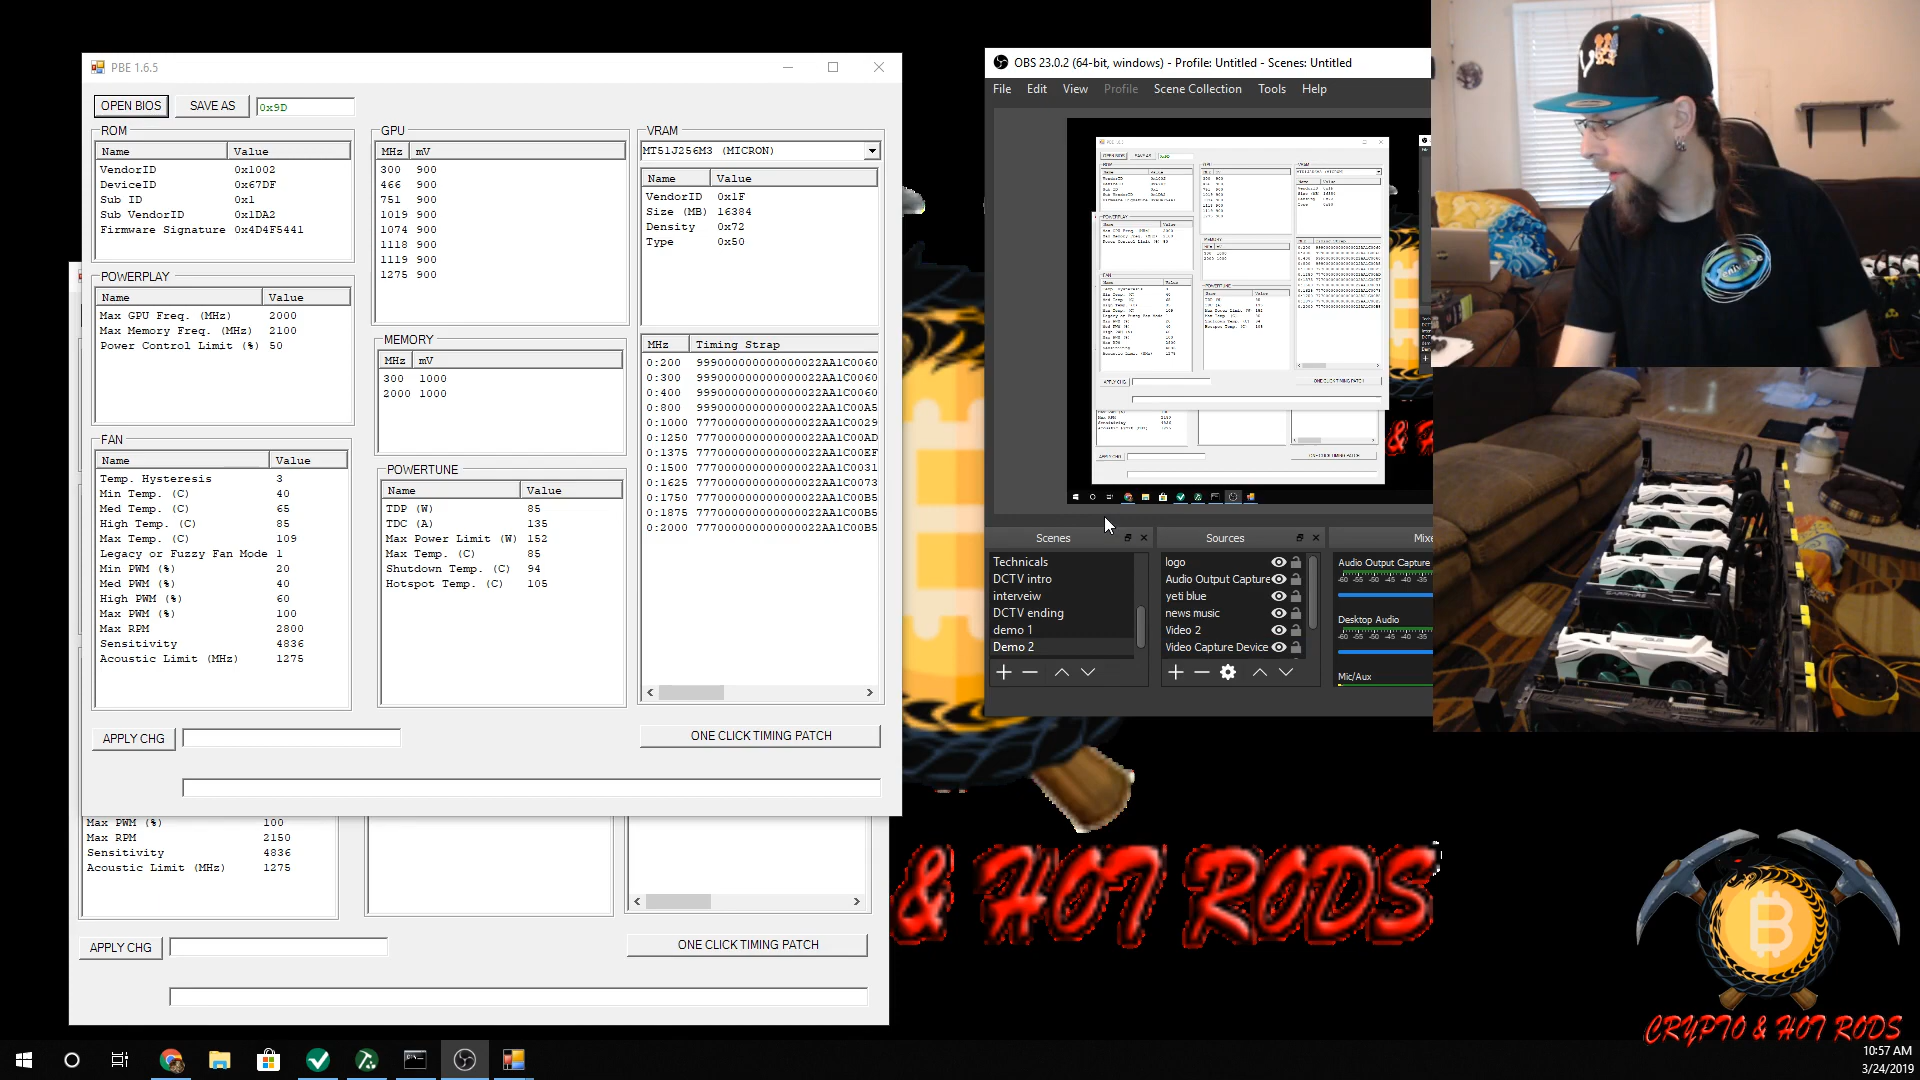 PBE 1.6.5
OPEN BIOS
SAVE AS
0x9D
ROM
Name Value
VendorID 0x1002
DeviceID 0x67DF
Sub ID 0x1
Sub VendorID 0x1DA2
Firmware Signature 0x4D4F5441
POWERPLAY
Name Value
Max GPU Freq. (MHz) 2000
Max Memory Freq. (MHz) 2100
Power Control Limit (%) 50
FAN
Name Value
Temp. Hysteresis 3
Min Temp. (C) 40
Med Temp. (C) 65
High Temp. (C) 85
Max Temp. (C) 109
Legacy or Fuzzy Fan Mode 1
Min PWM (%) 20
Med PWM (%) 40
High PWM (%) 60
Max PWM (%) 100
Max RPM 2800
Sensitivity 4836
Acoustic Limit (MHz) 1275
APPLY CHG
GPU
MHz mV
300 900
466 900
751 900
1019 900
1074 900
1118 900
1119 900
1275 900
MEMORY
MHz mV
300 1000
2000 1000
POWERTUNE
Name Value
TDP (W) 85
TDC (A) 135
Max Power Limit (W) 152
Max Temp. (C) 85
Shutdown Temp. (C) 94
Hotspot Temp. (C) 105
VRAM
MT51J256M3 (MICRON)
Name Value
VendorID 0x1F
Size (MB) 16384
Density 0x72
Type 0x50
MHz Timing Strap
0:200 999000000000000022AA1C0060
0:300 999000000000000022AA1C0060
0:400 999000000000000022AA1C0060
0:800 999000000000000022AA1C00A5
0:1000 777000000000000022AA1C0029
0:1250 777000000000000022AA1C00AD
0:1375 777000000000000022AA1C00EF
0:1500 777000000000000022AA1C0031
0:1625 777000000000000022AA1C0073
0:1750 777000000000000022AA1C00B5
0:1875 777000000000000022AA1C00B5
0:2000 777000000000000022AA1C00B5
ONE CLICK TIMING PATCH
Max PWM (%) 100
Max RPM 2150
Sensitivity 4836
Acoustic Limit (MHz) 1275
APPLY CHG
ONE CLICK TIMING PATCH
OBS 23.0.2 (64-bit, windows) - Profile: Untitled - Scenes: Untitled
File Edit View Profile Scene Collection Tools Help
Scenes
Technicals
DCTV intro
interveiw
DCTV ending
demo 1
Demo 2
Sources
logo
Audio Output Capture
yeti blue
news music
Video 2
Video Capture Device
Mixe
Audio Output Capture
-60 -55 -50 -45 -40 -35
Desktop Audio
-60 -55 -50 -45 -40 -35
Mic/Aux
& HOT RODS
CRYPTO & HOT RODS
10:57 AM
3/24/2019